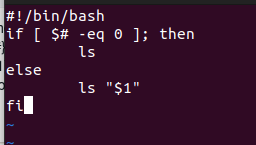 #!/bin/bash
if [ $# -eq 0 ]; then
        ls
else
        ls "$1"
fi
~
~